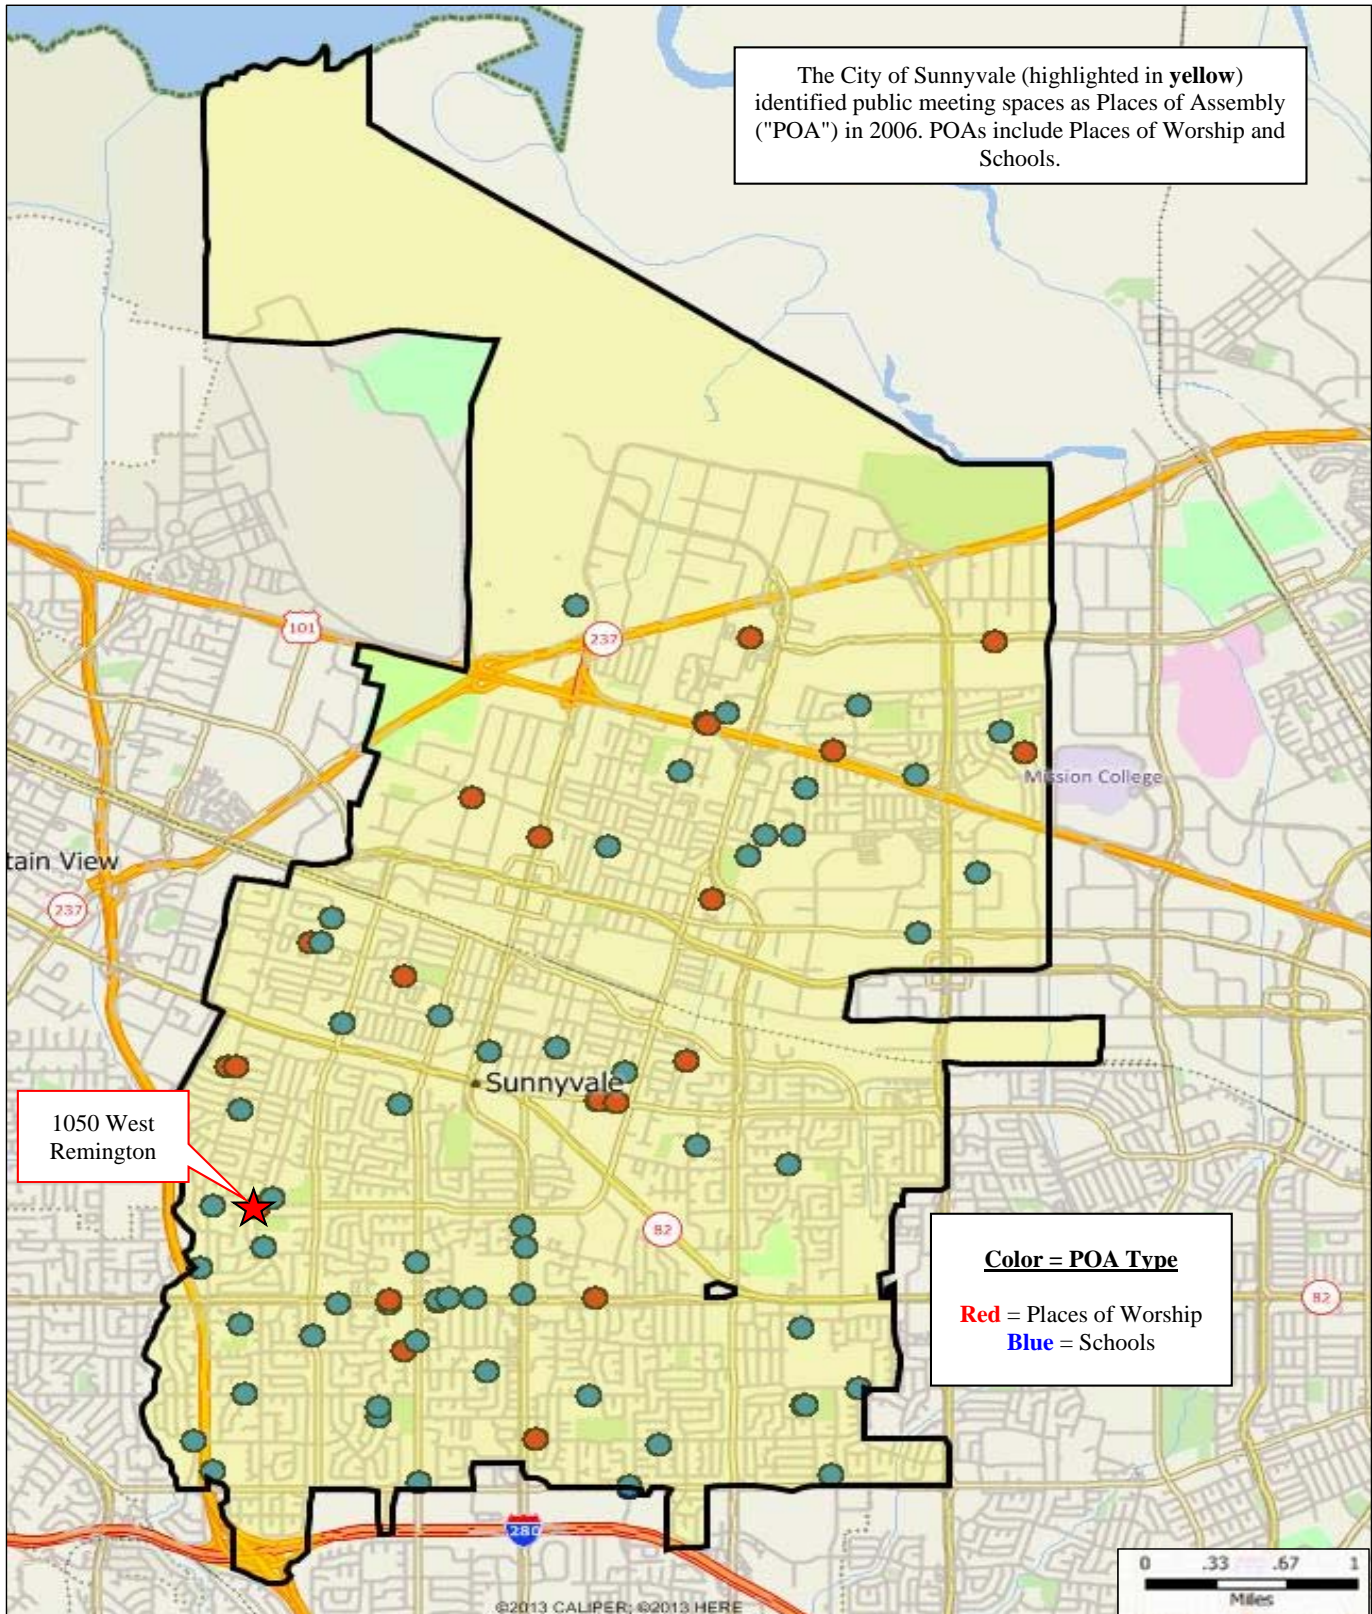 The City of Sunnyvale (highlighted in yellow)
identified public meeting spaces as Places of Assembly
("POA") in 2006. POAs include Places of Worship and
Schools.
101
237
Mission College
tain View
237
Sunnyvale
1050 West
Remington
82
Color = POA Type
Red = Places of Worship
Blue = Schools
82
280
0 .33 .67 1
Miles
©2013 CALIPER; ©2013 HERE